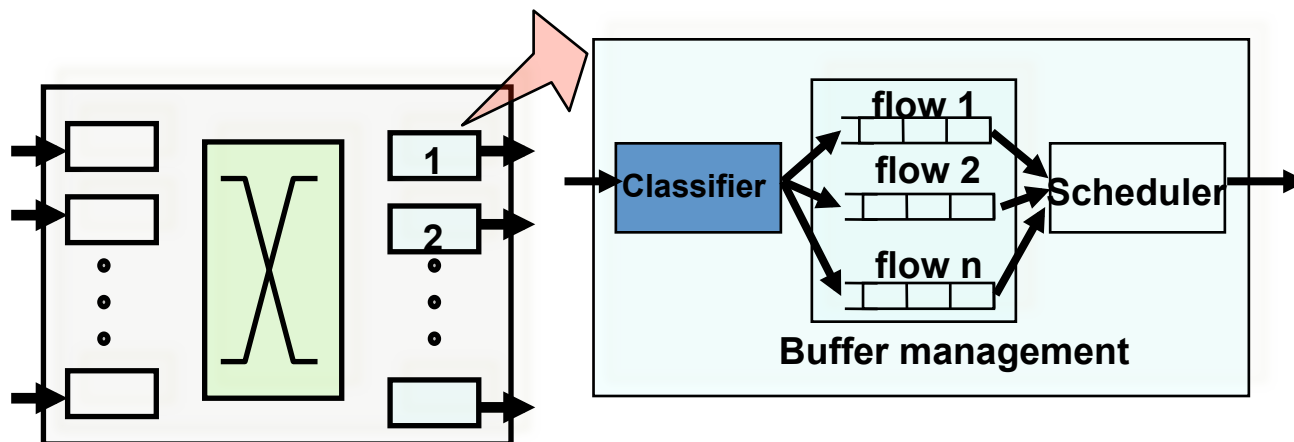 1
2
Classifier
flow 1
flow 2
flow n
Scheduler
Buffer management